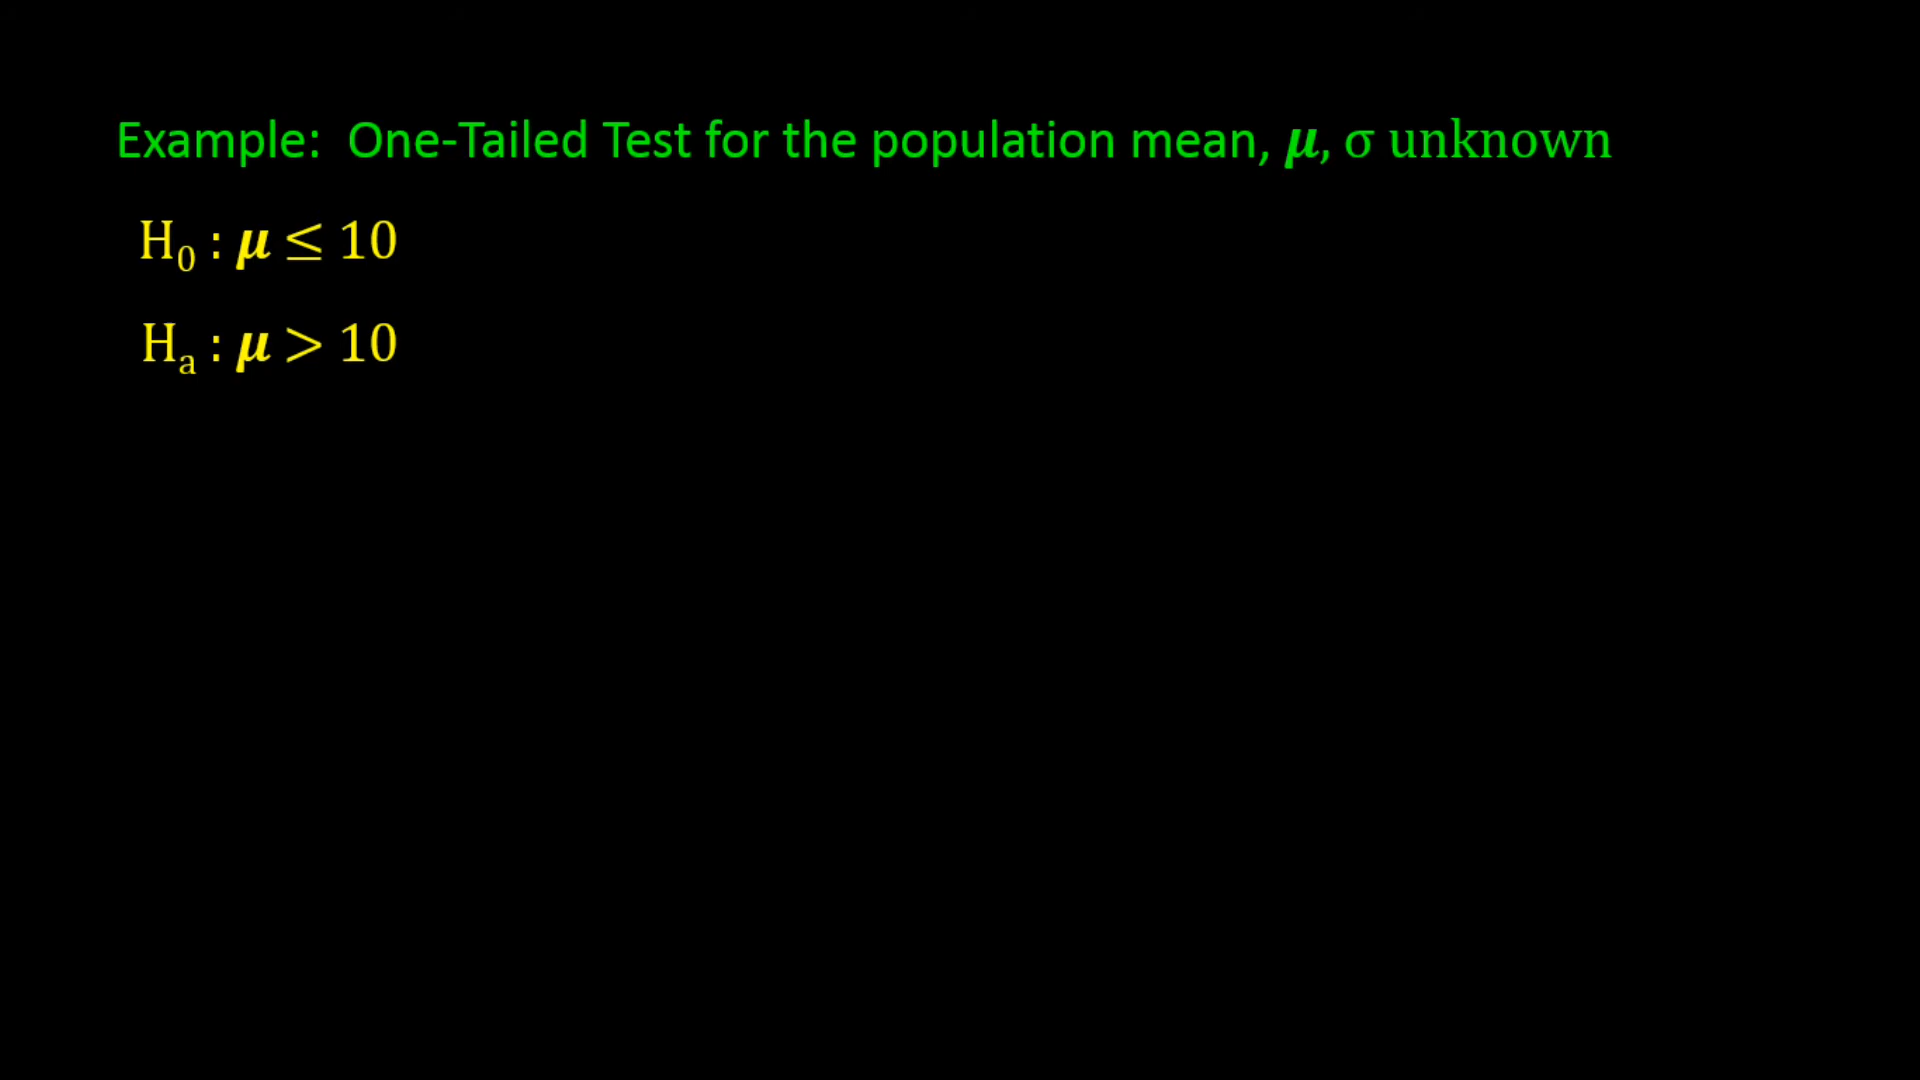 Example: One-Tailed Test for the population mean, μ, σ unknown
H₀ : μ ≤ 10
Hₐ : μ > 10